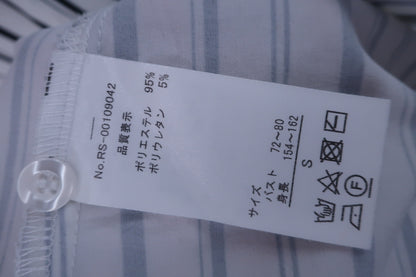 No.RS-00109042
品質表示
ポリエステル 95%
ポリウレタン 5%
サイズ S
バスト 72~80
身長 154~162